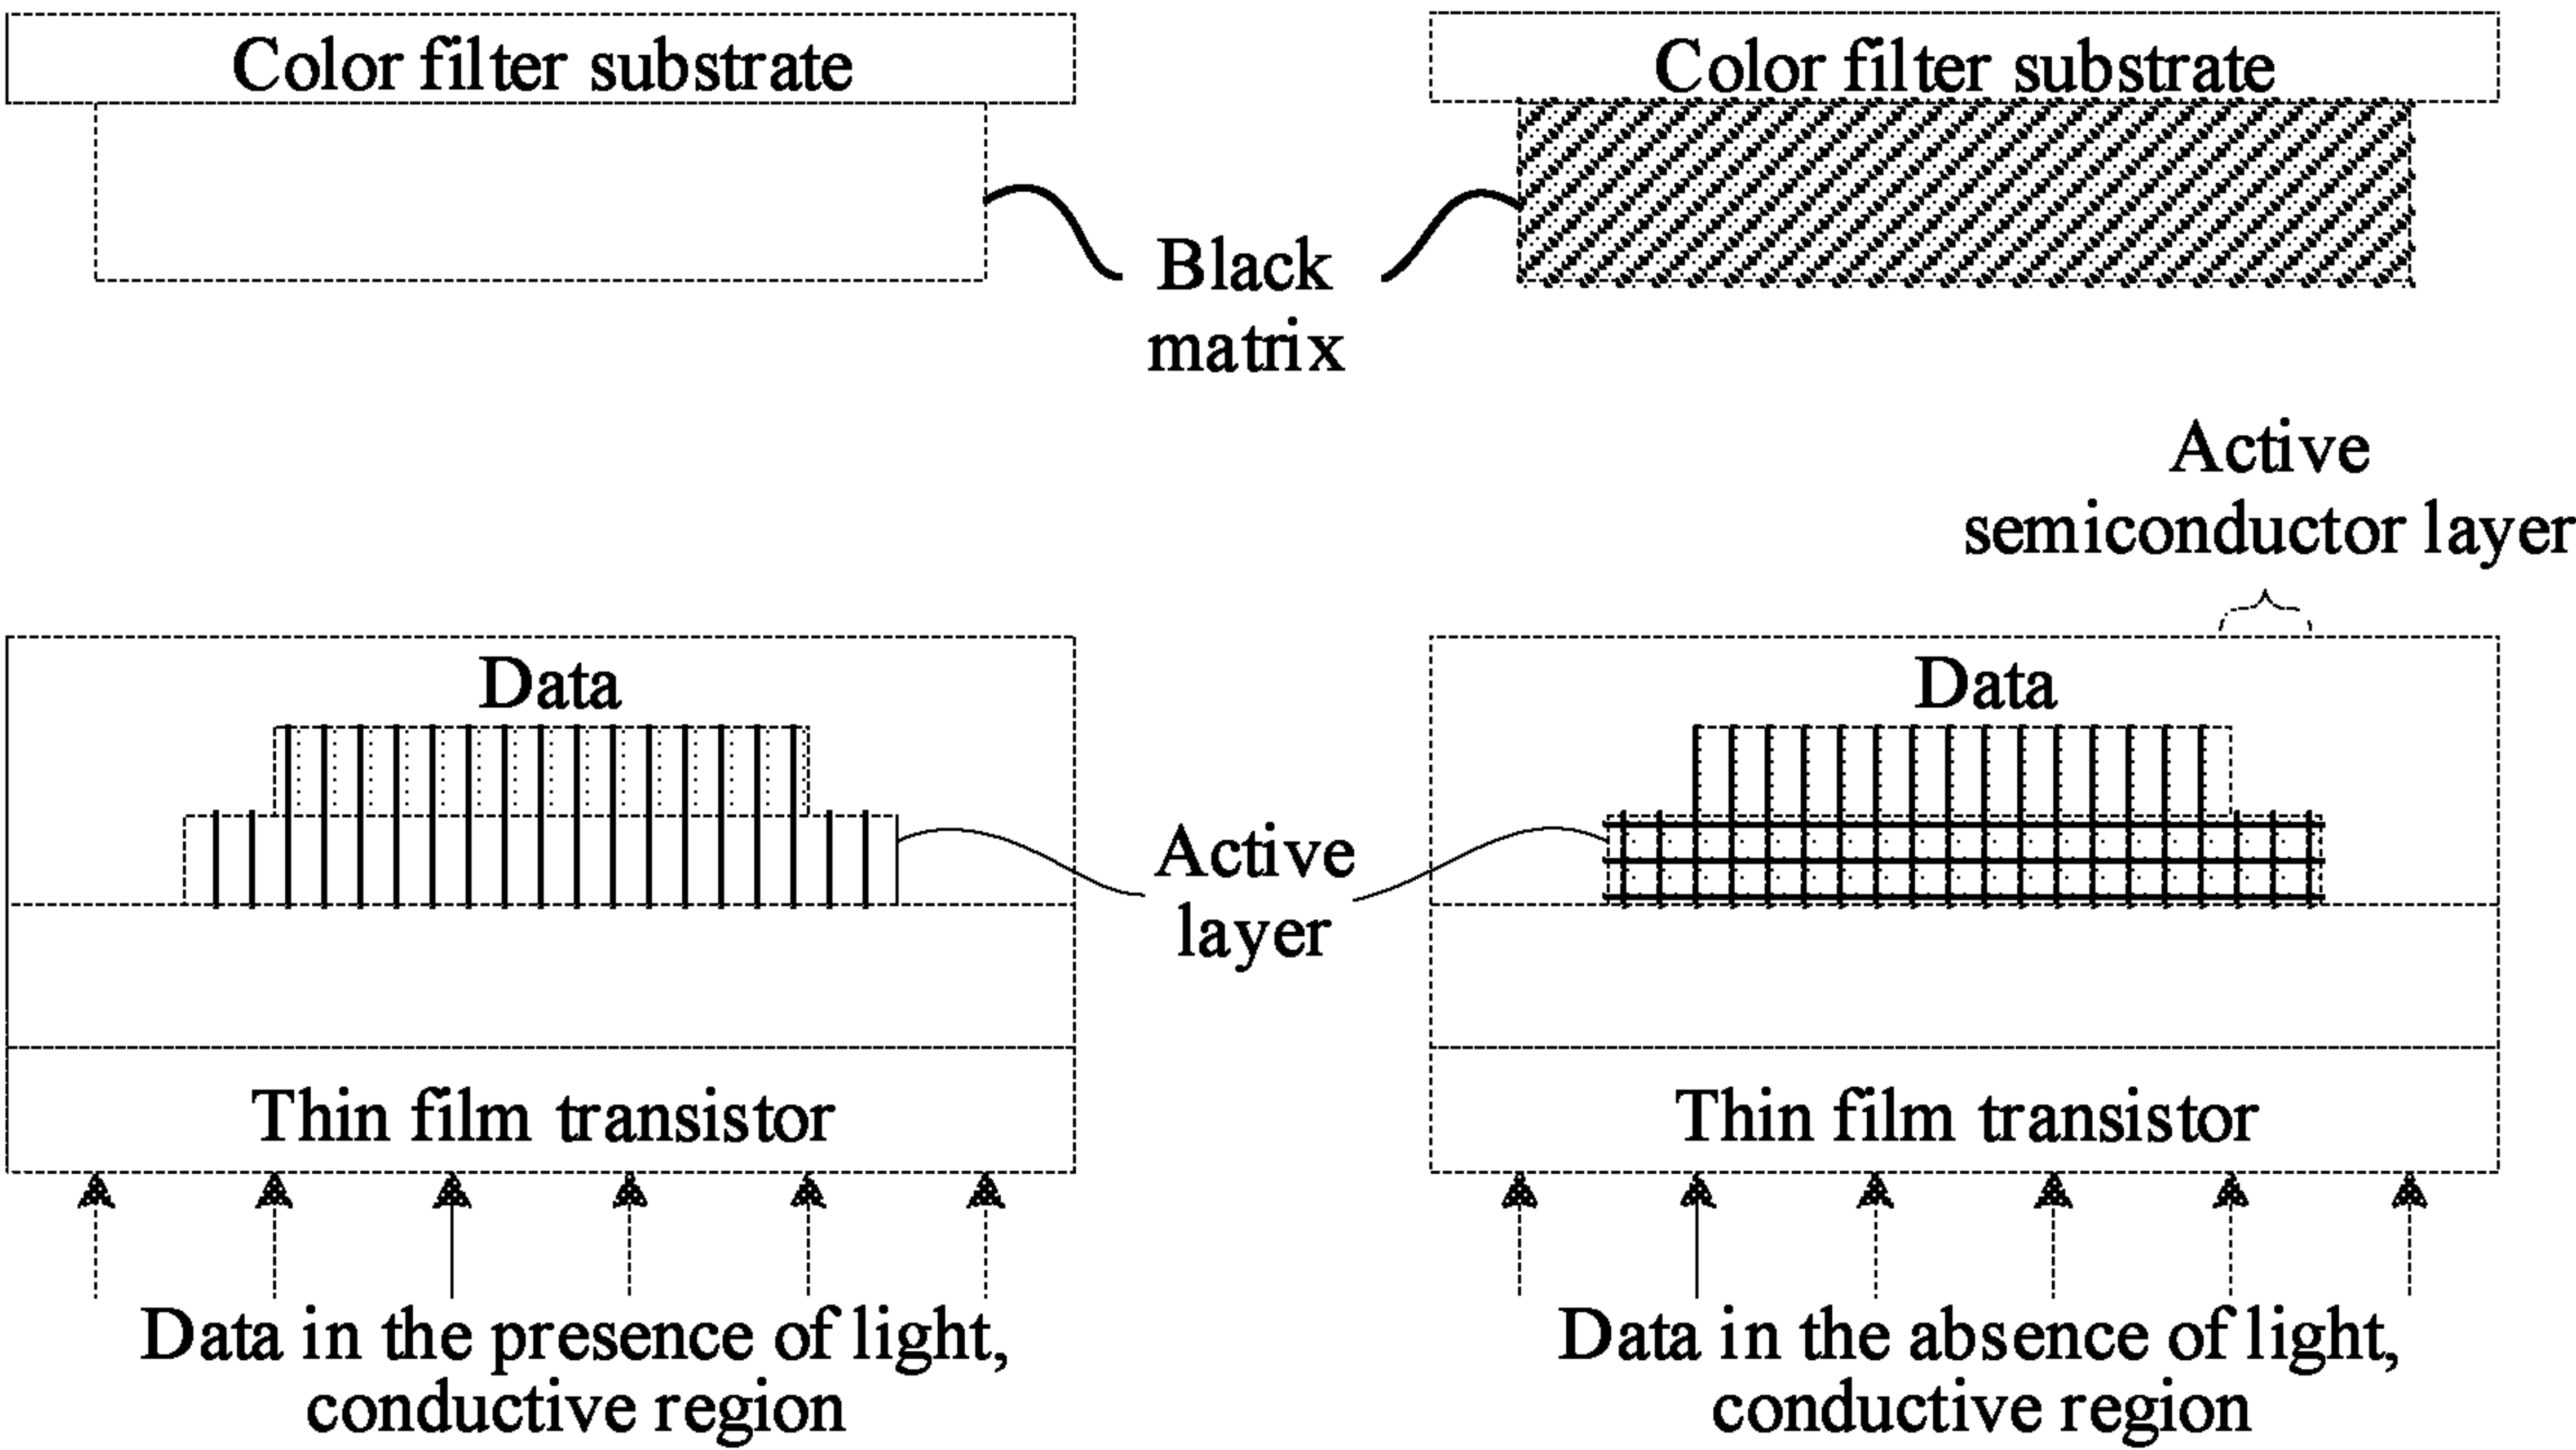 Color filter substrate
Color filter substrate
Black
matrix
Active
semiconductor layer
Data
Data
Active
layer
Thin film transistor
Thin film transistor
Data in the presence of light,
conductive region
Data in the absence of light,
conductive region